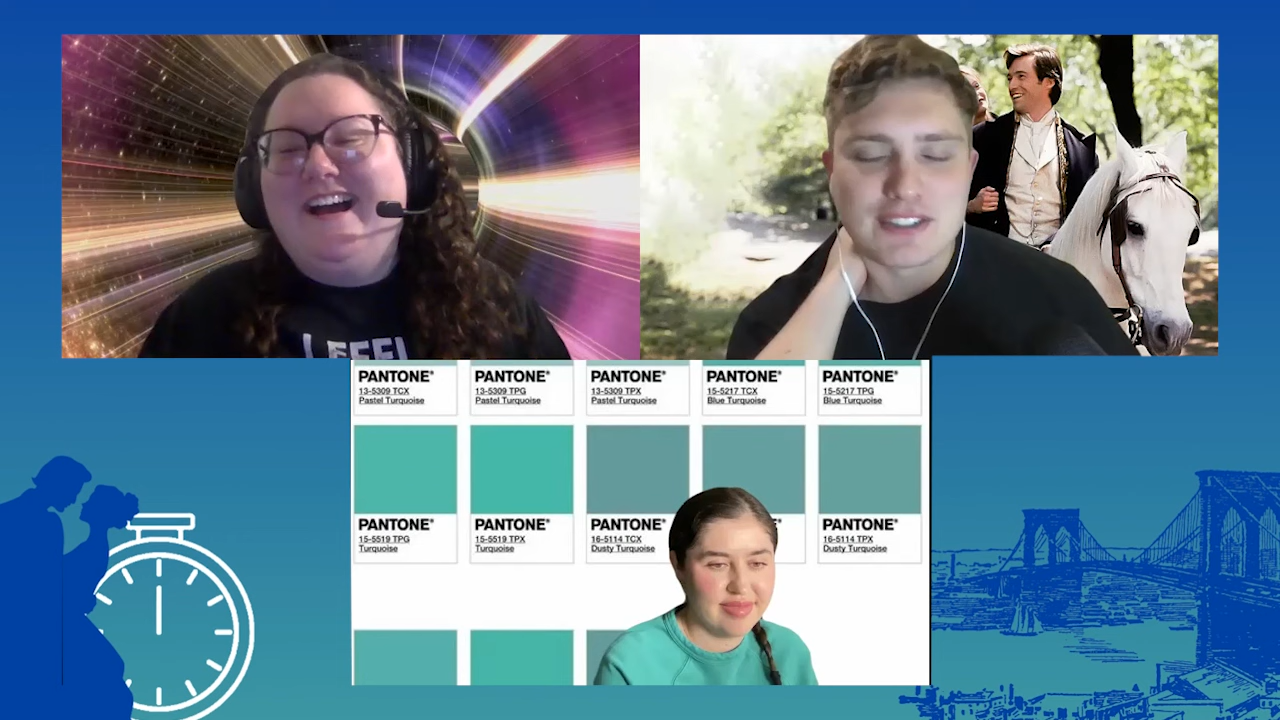 LEEEL
PANTONE®
13-5309 TCX
Pastel Turquoise
PANTONE®
13-5309 TPG
Pastel Turquoise
PANTONE®
13-5309 TPX
Pastel Turquoise
PANTONE®
15-5217 TCX
Blue Turquoise
PANTONE®
15-5217 TPG
Blue Turquoise
PANTONE®
15-5519 TPG
Turquoise
PANTONE®
15-5519 TPX
Turquoise
PANTONE®
16-5114 TCX
Dusty Turquoise
PANTONE®
16-5114 TPX
Dusty Turquoise